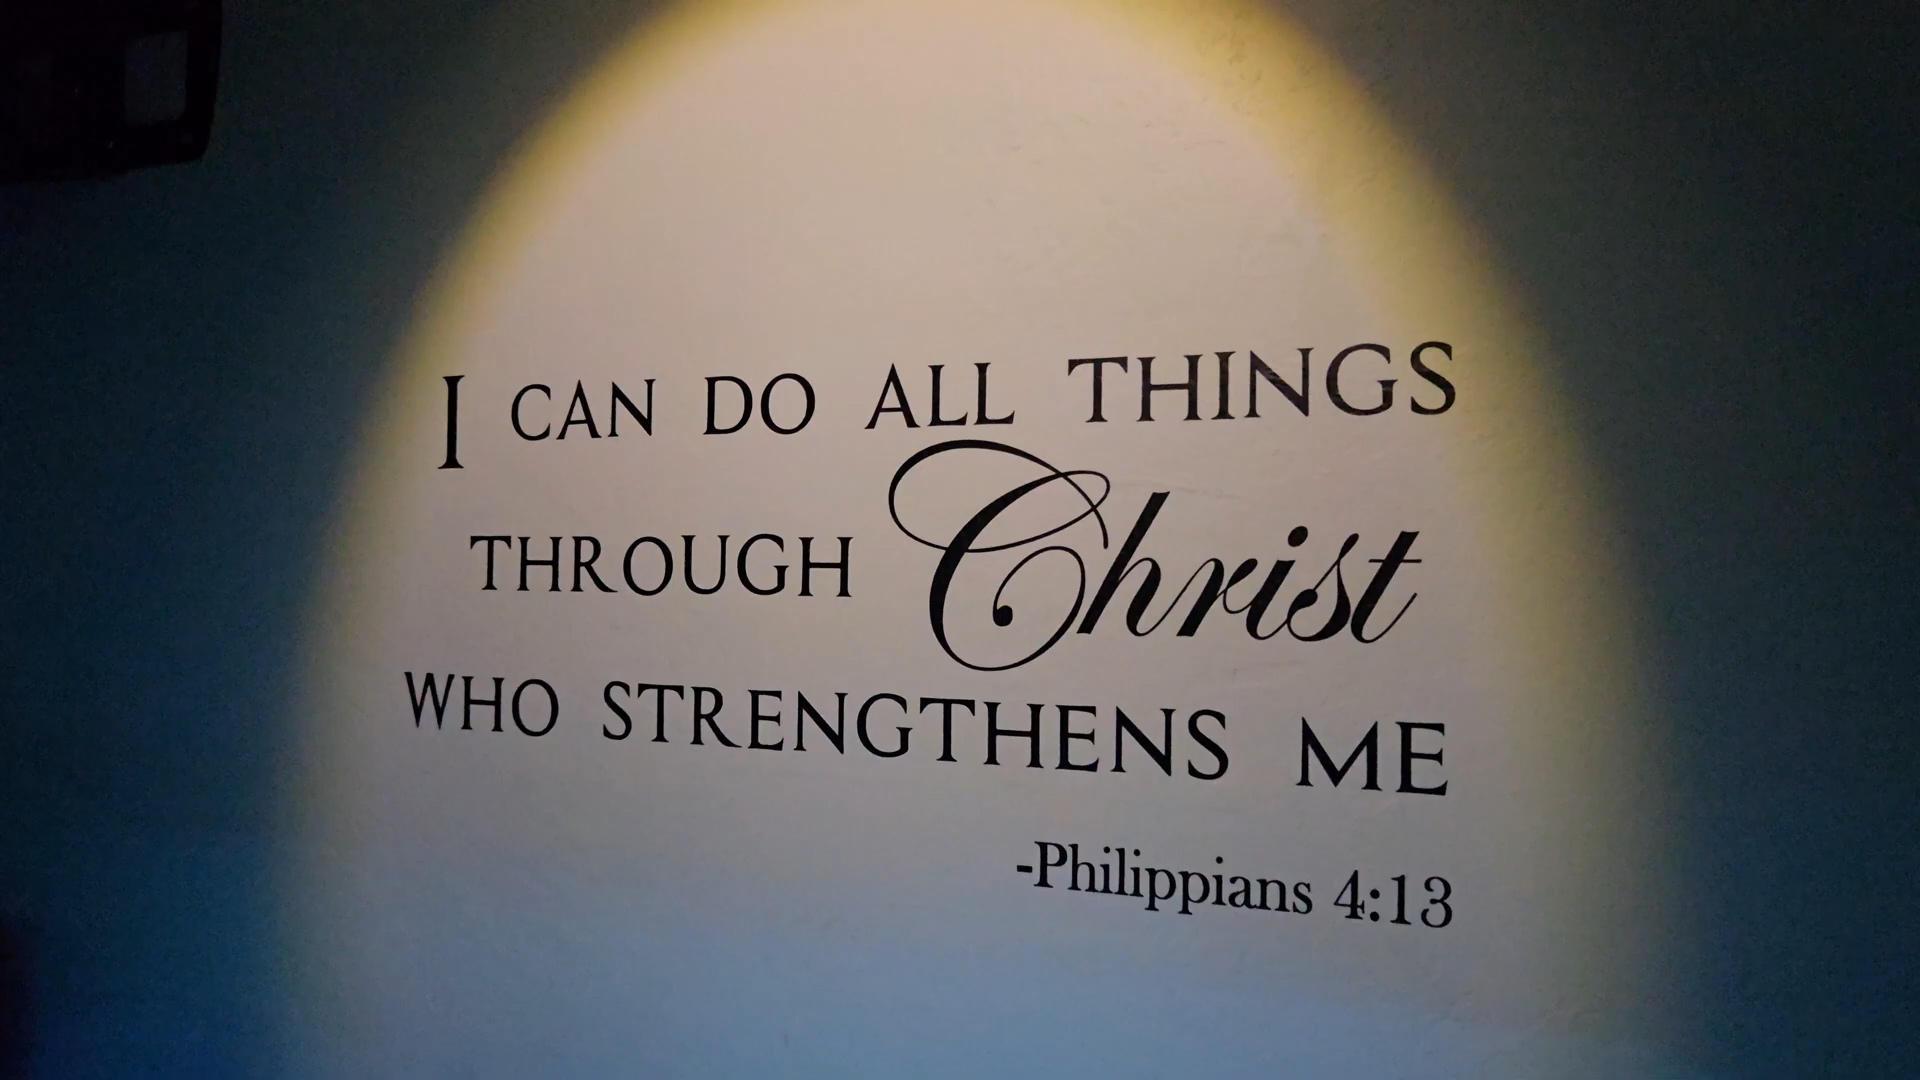 I CAN DO ALL THINGS
THROUGH Christ
WHO STRENGTHENS ME
-Philippians 4:13